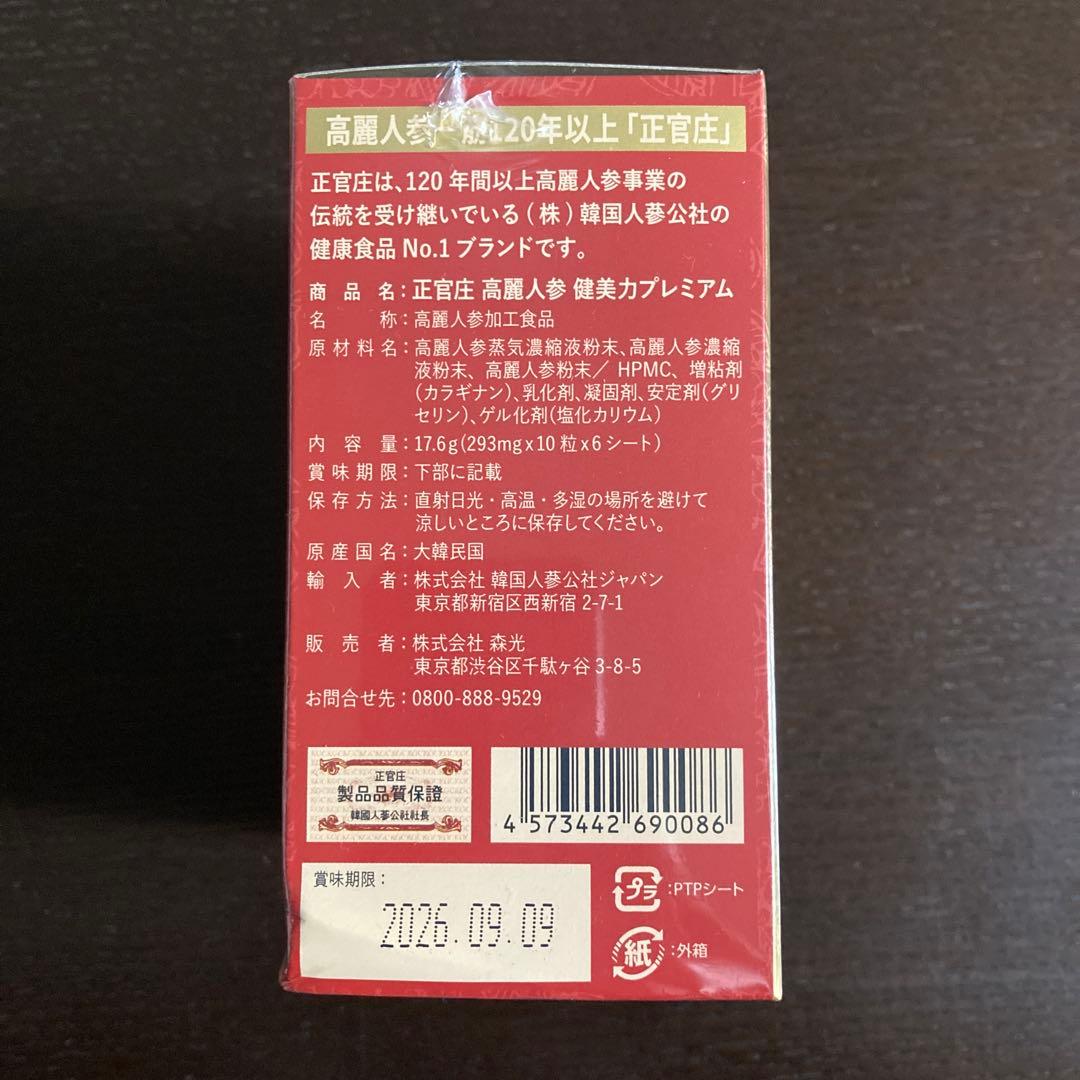 高麗人参一筋120年以上「正官庄」
正官庄は、120 年間以上高麗人参事業の
伝統を受け継いでいる (株) 韓国人蔘公社の
健康食品 No.1 ブランドです。
商品名：正官庄 高麗人参 健美力プレミアム
名称：高麗人参加工食品
原材料名：高麗人参蒸気濃縮液粉末、高麗人参濃縮
液粉末、高麗人参粉末／HPMC、増粘剤
(カラギナン)、乳化剤、凝固剤、安定剤(グリ
セリン)、ゲル化剤(塩化カリウム)
内容量：17.6g(293mg x 10 粒 x 6 シート)
賞味期限：下部に記載
保存方法：直射日光・高温・多湿の場所を避けて
涼しいところに保存してください。
原産国名：大韓民国
輸入者：株式会社 韓国人蔘公社ジャパン
東京都新宿区西新宿 2-7-1
販売者：株式会社 森光
東京都渋谷区千駄ヶ谷 3-8-5
お問合せ先：0800-888-9529
正官庄
製品品質保證
韓國人蔘公社社長
4 573442 690086
賞味期限：
2026.09.09
プラ：PTPシート
紙：外箱